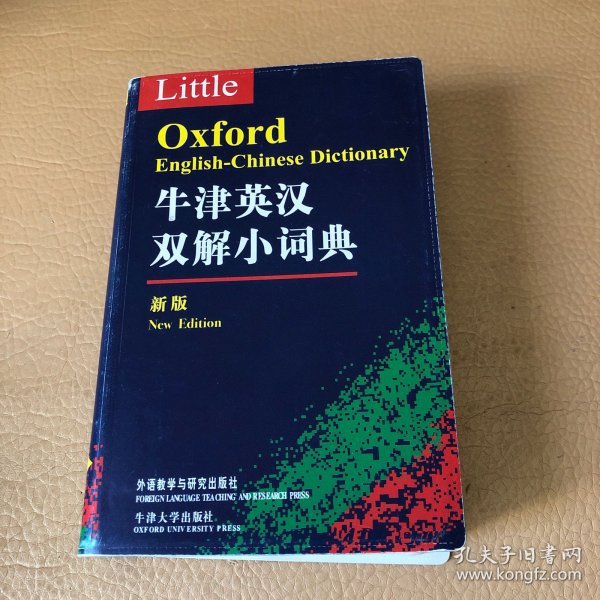 Little
Oxford
English-Chinese Dictionary
牛津英汉
双解小词典
新版
New Edition
外语教学与研究出版社
FOREIGN LANGUAGE TEACHING AND RESEARCH PRESS
牛津大学出版社
OXFORD UNIVERSITY PRESS
孔夫子旧书网
www.kongfz.com